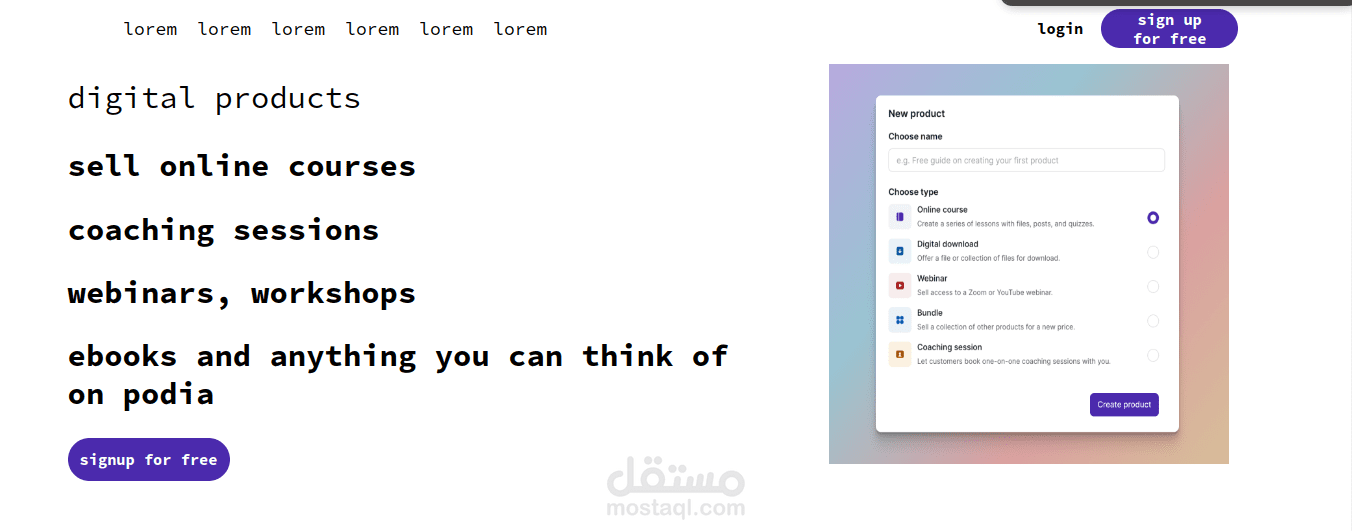 lorem lorem lorem lorem lorem lorem
login
sign up
for free
digital products
sell online courses
coaching sessions
webinars, workshops
ebooks and anything you can think of
on podia
signup for free
New product
Choose name
e.g. Free guide on creating your first product
Choose type
Online course
Create a series of lessons with files, posts, and quizzes.
Digital download
Offer a file or collection of files for download.
Webinar
Sell access to a Zoom or YouTube webinar.
Bundle
Sell a collection of other products for a new price.
Coaching session
Let customers book one-on-one coaching sessions with you.
Create product
مستقل
mostaql.com